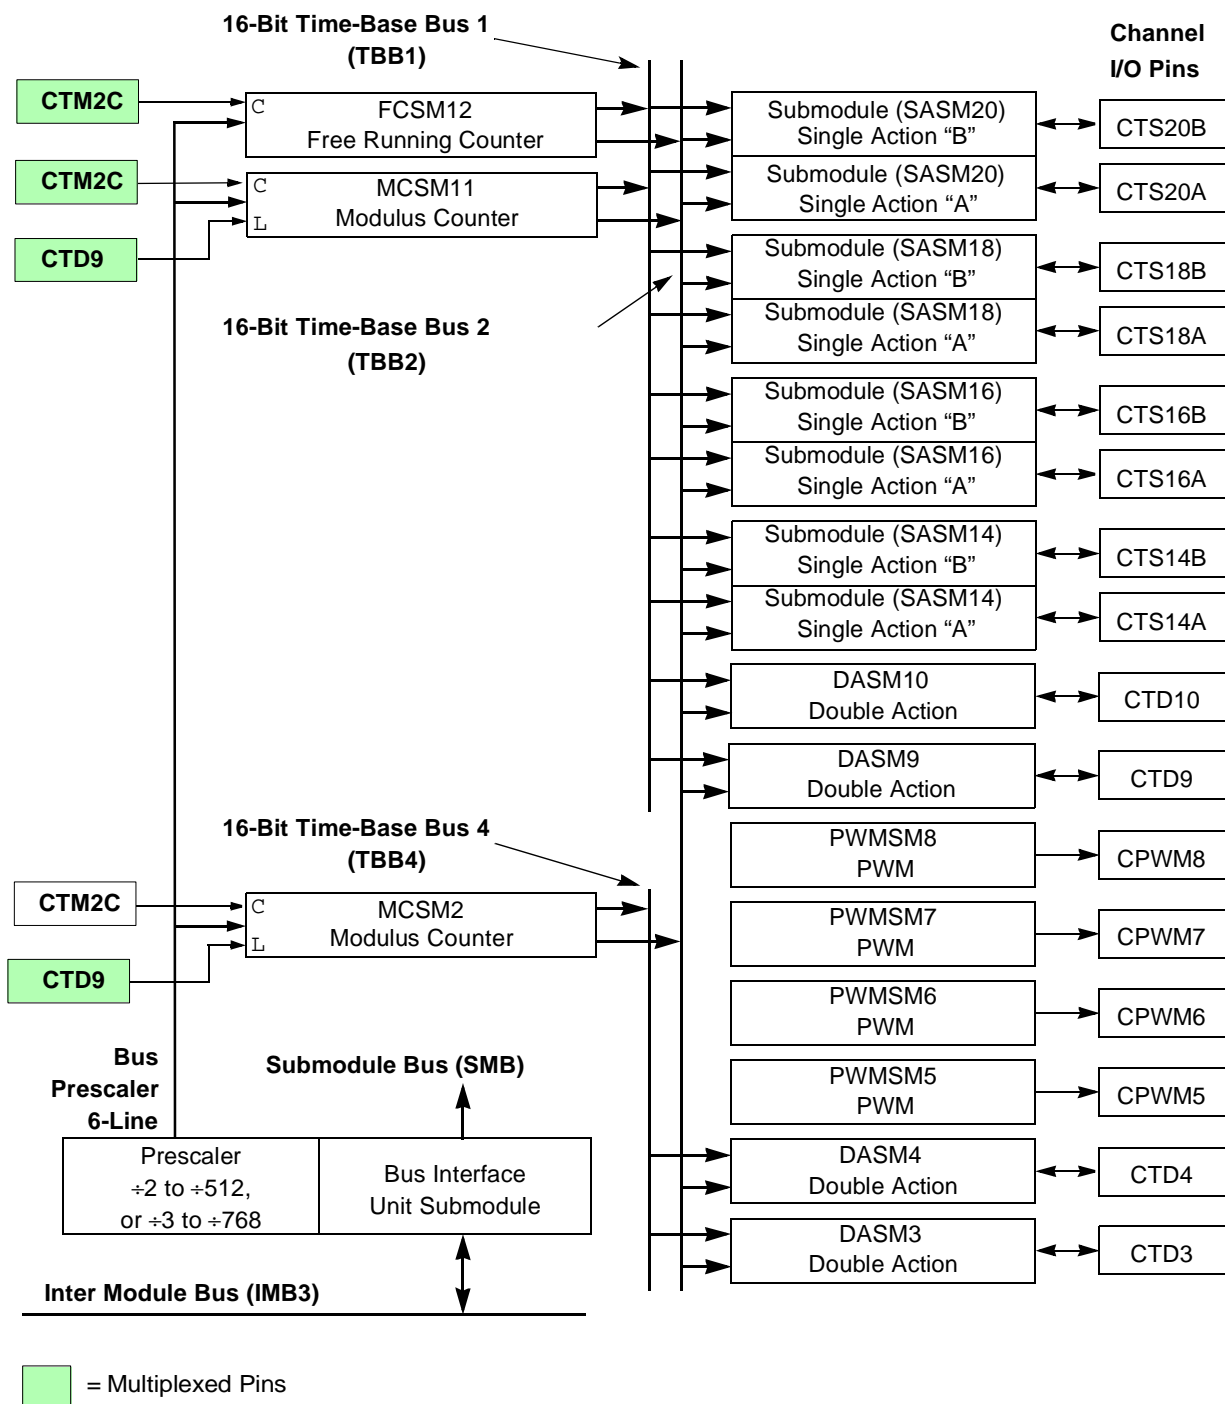 16-Bit Time-Base Bus 1
(TBB1)
Channel
I/O Pins
CTM2C
C
FCSM12
Free Running Counter
Submodule (SASM20)
Single Action “B”
CTS20B
CTM2C
C
MCSM11
L
Modulus Counter
Submodule (SASM20)
Single Action “A”
CTS20A
CTD9
Submodule (SASM18)
Single Action “B”
CTS18B
16-Bit Time-Base Bus 2
(TBB2)
Submodule (SASM18)
Single Action “A”
CTS18A
Submodule (SASM16)
Single Action “B”
CTS16B
Submodule (SASM16)
Single Action “A”
CTS16A
Submodule (SASM14)
Single Action “B”
CTS14B
Submodule (SASM14)
Single Action “A”
CTS14A
DASM10
Double Action
CTD10
DASM9
Double Action
CTD9
16-Bit Time-Base Bus 4
(TBB4)
PWMSM8
PWM
CPWM8
CTM2C
C
MCSM2
L
Modulus Counter
PWMSM7
PWM
CPWM7
CTD9
PWMSM6
PWM
CPWM6
Bus
Prescaler
6-Line
Submodule Bus (SMB)
PWMSM5
PWM
CPWM5
Prescaler
÷2 to ÷512,
or ÷3 to ÷768
Bus Interface
Unit Submodule
DASM4
Double Action
CTD4
DASM3
Double Action
CTD3
Inter Module Bus (IMB3)
= Multiplexed Pins